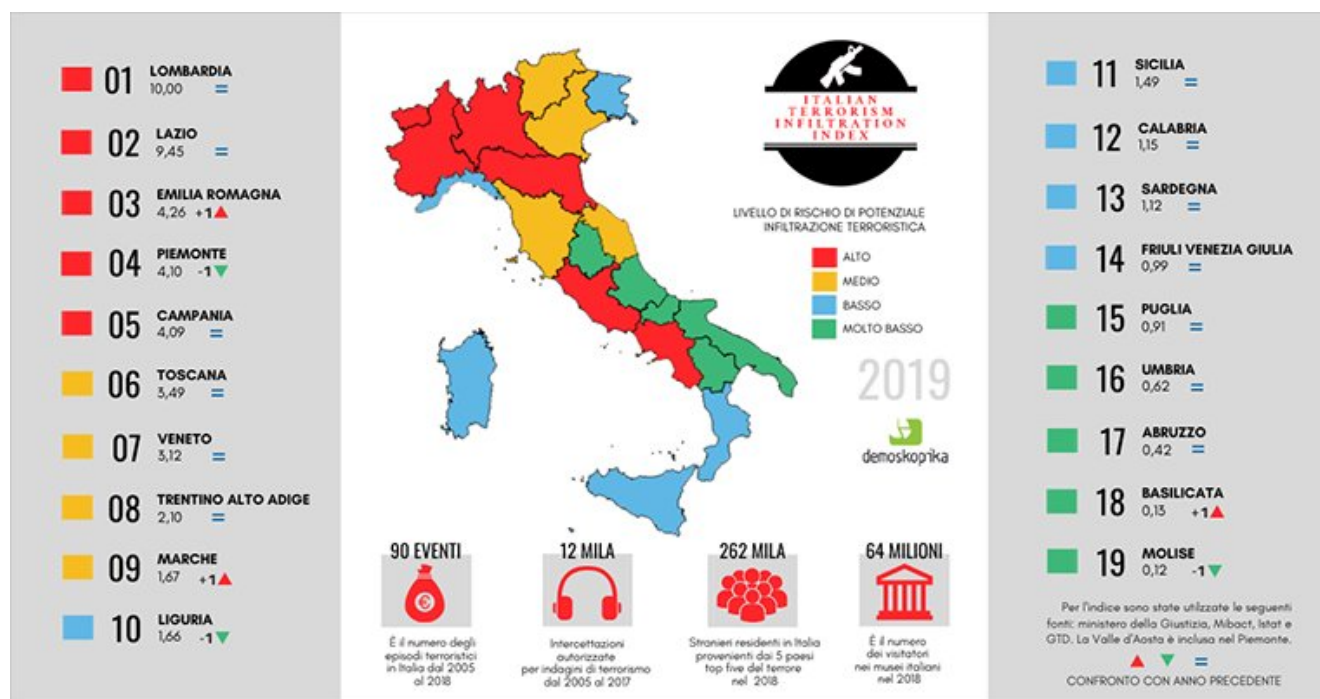 01 LOMBARDIA
10,00 =
02 LAZIO
9,45 =
03 EMILIA ROMAGNA
4,26 +1▲
04 PIEMONTE
4,10 -1▼
05 CAMPANIA
4,09 =
06 TOSCANA
3,49 =
07 VENETO
3,12 =
08 TRENTINO ALTO ADIGE
2,10 =
09 MARCHE
1,67 +1▲
10 LIGURIA
1,66 -1▼
ITALIAN
TERRORISM
INFILTRATION
INDEX
LIVELLO DI RISCHIO DI POTENZIALE
INFILTRAZIONE TERRORISTICA
ALTO
MEDIO
BASSO
MOLTO BASSO
2019
demoskopika
90 EVENTI
È il numero degli
episodi terroristici
in Italia dal 2005
al 2018
12 MILA
Intercettazioni
autorizzate
per indagini di terrorismo
dal 2005 al 2017
262 MILA
Stranieri residenti in Italia
provenienti dai 5 paesi
top five del terrore
nel 2018
64 MILIONI
È il numero
dei visitatori
nei musei italiani
nel 2018
11 SICILIA
1,49 =
12 CALABRIA
1,15 =
13 SARDEGNA
1,12 =
14 FRIULI VENEZIA GIULIA
0,99 =
15 PUGLIA
0,91 =
16 UMBRIA
0,62 =
17 ABRUZZO
0,42 =
18 BASILICATA
0,13 +1▲
19 MOLISE
0,12 -1▼
Per l'indice sono state utilizzate le seguenti
fonti: ministero della Giustizia, Mibact, Istat e
GTD. La Valle d'Aosta è inclusa nel Piemonte.
▲ ▼ =
CONFRONTO CON ANNO PRECEDENTE